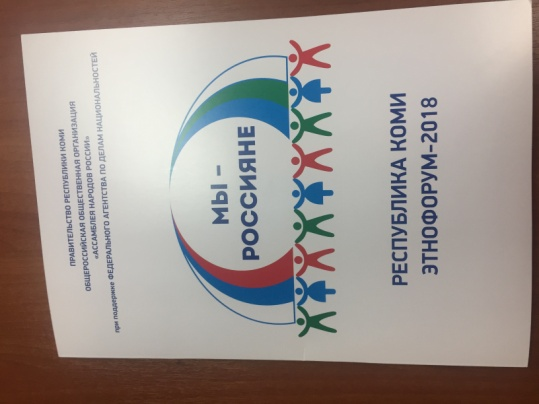 ПРАВИТЕЛЬСТВО РЕСПУБЛИКИ КОМИ
ОБЩЕРОССИЙСКАЯ ОБЩЕСТВЕННАЯ ОРГАНИЗАЦИЯ
«АССАМБЛЕЯ НАРОДОВ РОССИИ»
при поддержке ФЕДЕРАЛЬНОГО АГЕНТСТВА ПО ДЕЛАМ НАЦИОНАЛЬНОСТЕЙ
МЫ –
РОССИЯНЕ
РЕСПУБЛИКА КОМИ
ЭТНОФОРУМ-2018